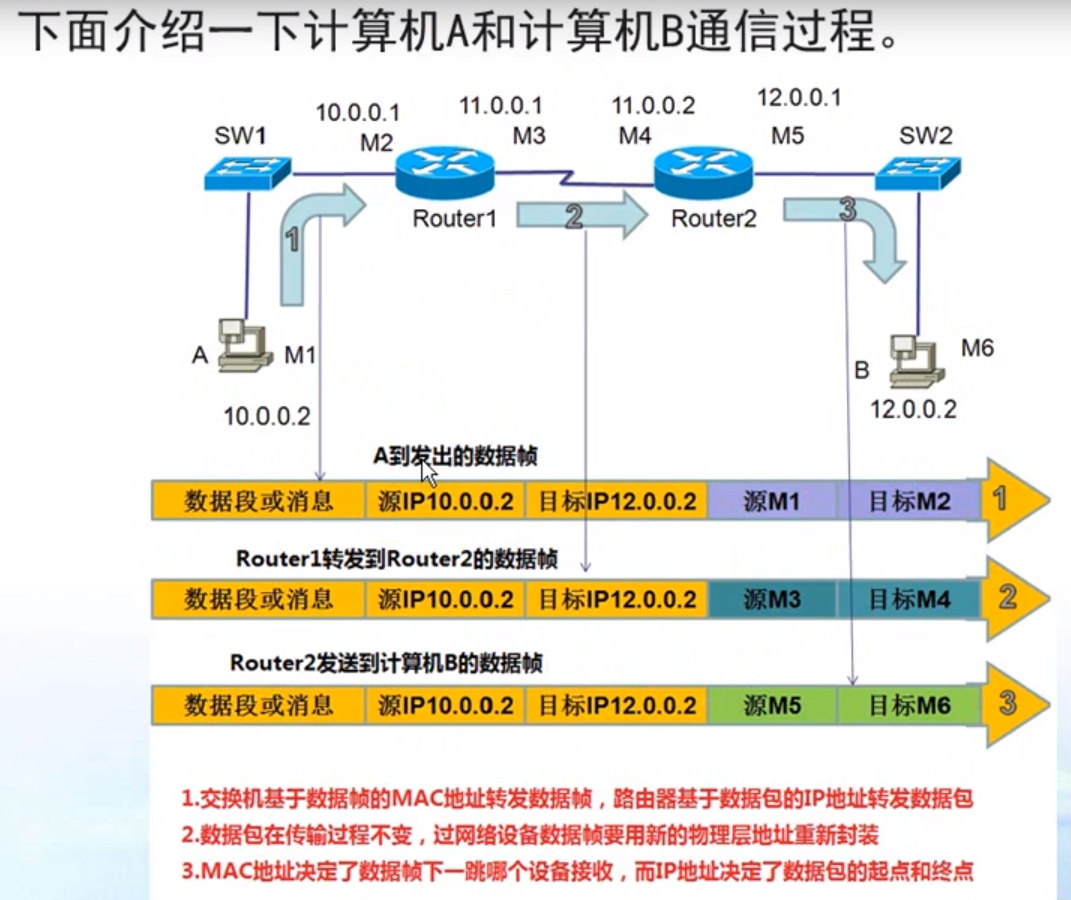 下面介绍一下计算机A和计算机B通信过程。
10.0.0.1 11.0.0.1 11.0.0.2 12.0.0.1
SW1 M2 M3 M4 M5 SW2
Router1 2 Router2 3
1
A M1 B M6
10.0.0.2 12.0.0.2
A到发出的数据帧
数据段或消息 源IP10.0.0.2 目标IP12.0.0.2 源M1 目标M2 1
Router1转发到Router2的数据帧
数据段或消息 源IP10.0.0.2 目标IP12.0.0.2 源M3 目标M4 2
Router2发送到计算机B的数据帧
数据段或消息 源IP10.0.0.2 目标IP12.0.0.2 源M5 目标M6 3
1.交换机基于数据帧的MAC地址转发数据帧，路由器基于数据包的IP地址转发数据包
2.数据包在传输过程不变，过网络设备数据帧要用新的物理层地址重新封装
3.MAC地址决定了数据帧下一跳哪个设备接收，而IP地址决定了数据包的起点和终点